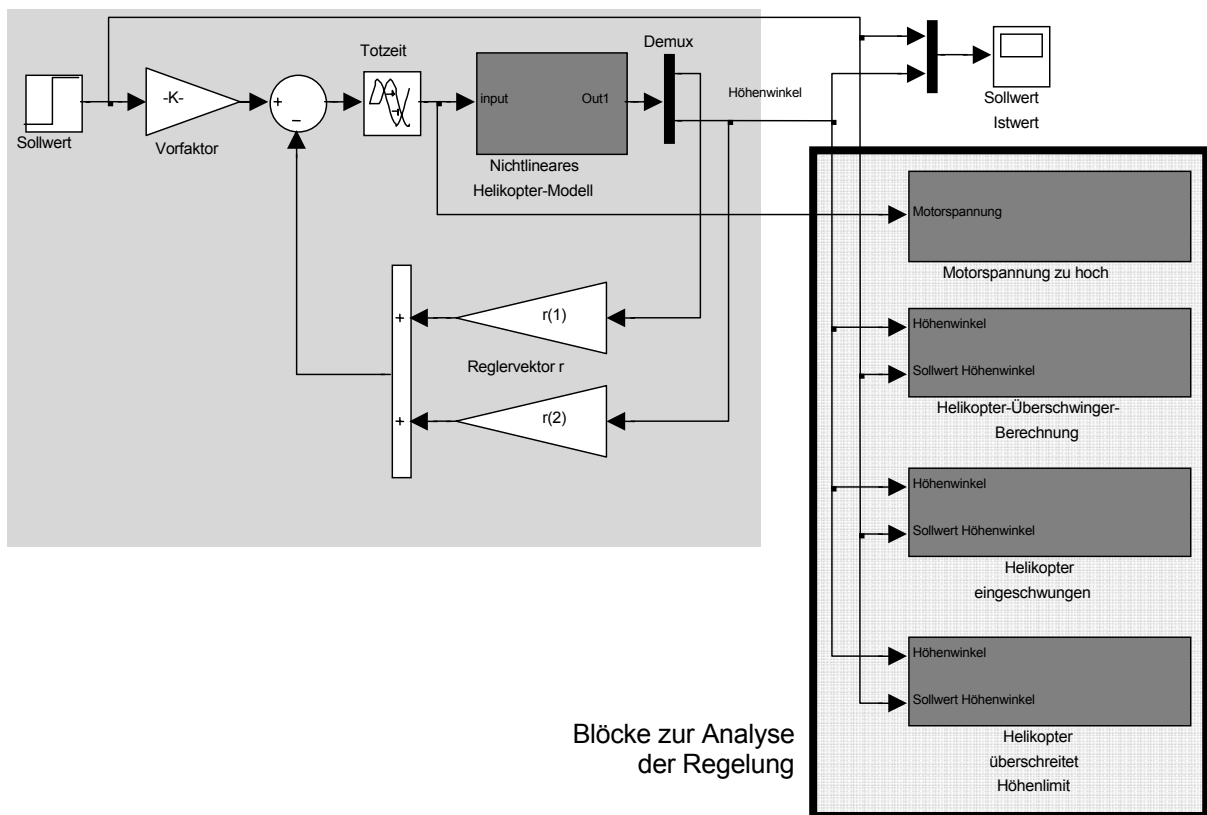 Demux
Totzeit
-K-
+
−
input
Out1
Höhenwinkel
Sollwert
Istwert
Sollwert
Vorfaktor
Nichtlineares
Helikopter-Modell
Motorspannung
Motorspannung zu hoch
+
r(1)
Reglervektor r
+
r(2)
Höhenwinkel
Sollwert Höhenwinkel
Helikopter-Überschwinger-
Berechnung
Höhenwinkel
Sollwert Höhenwinkel
Helikopter
eingeschwungen
Höhenwinkel
Sollwert Höhenwinkel
Helikopter
überschreitet
Höhenlimit
Blöcke zur Analyse
der Regelung